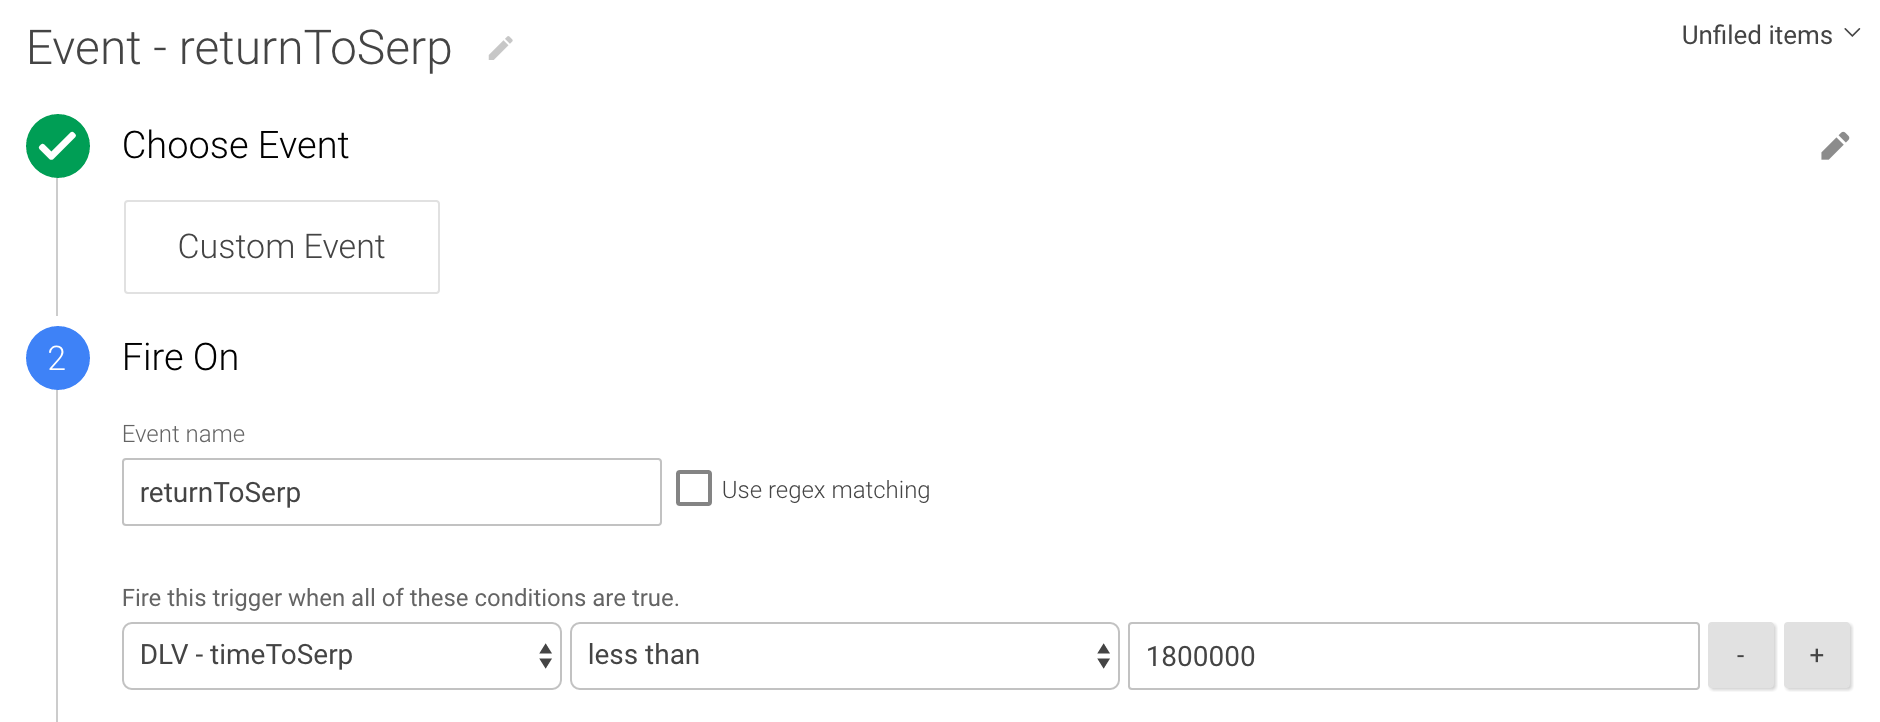 Event - returnToSerp
Unfiled items
Choose Event
Custom Event
2
Fire On
Event name
returnToSerp
Use regex matching
Fire this trigger when all of these conditions are true.
DLV - timeToSerp less than 1800000 - +